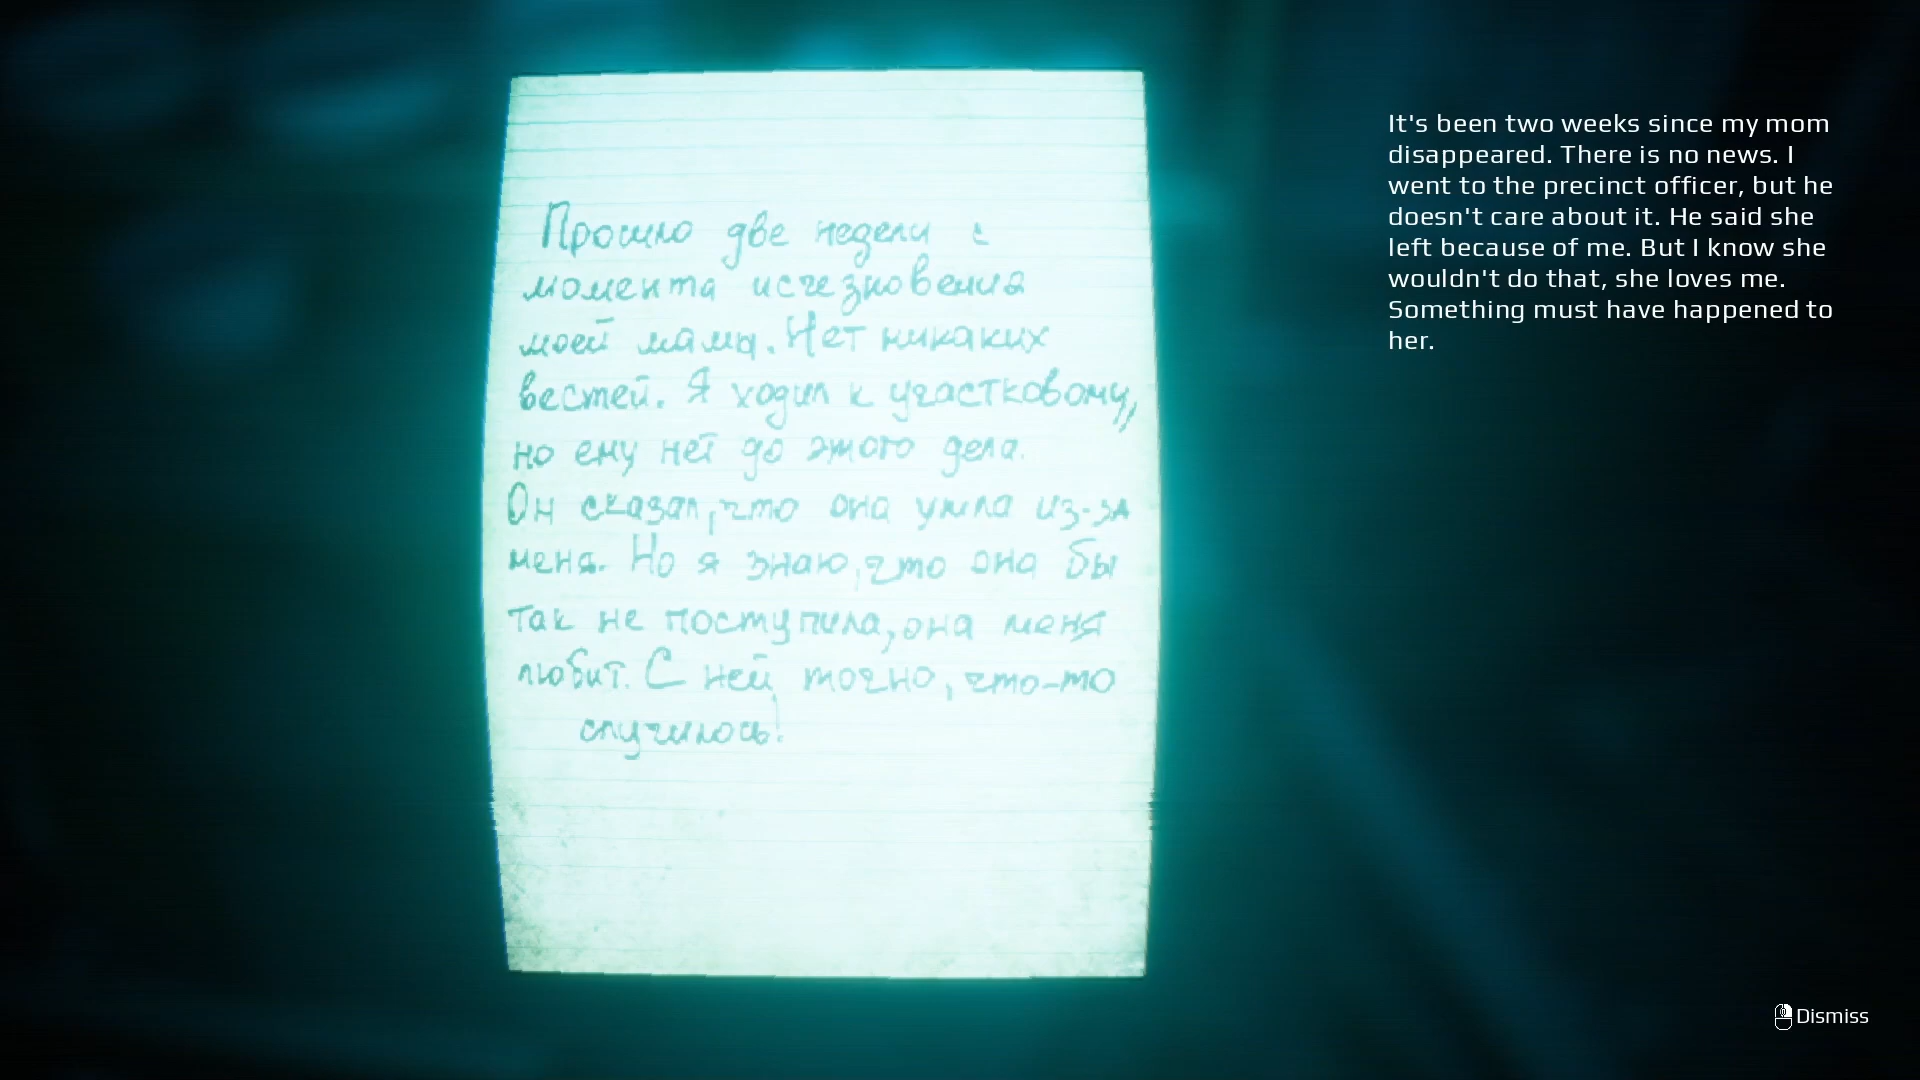 Прошло две недели с
момента исчезновения
моей мамы. Нет никаких
вестей. Я ходил к участковому,
но ему нет до этого дела.
Он сказал, что она ушла из-за
меня. Но я знаю, что она бы
так не поступила, она меня
любит. С ней точно, что-то
случилось!
It's been two weeks since my mom
disappeared. There is no news. I
went to the precinct officer, but he
doesn't care about it. He said she
left because of me. But I know she
wouldn't do that, she loves me.
Something must have happened to
her.
Dismiss